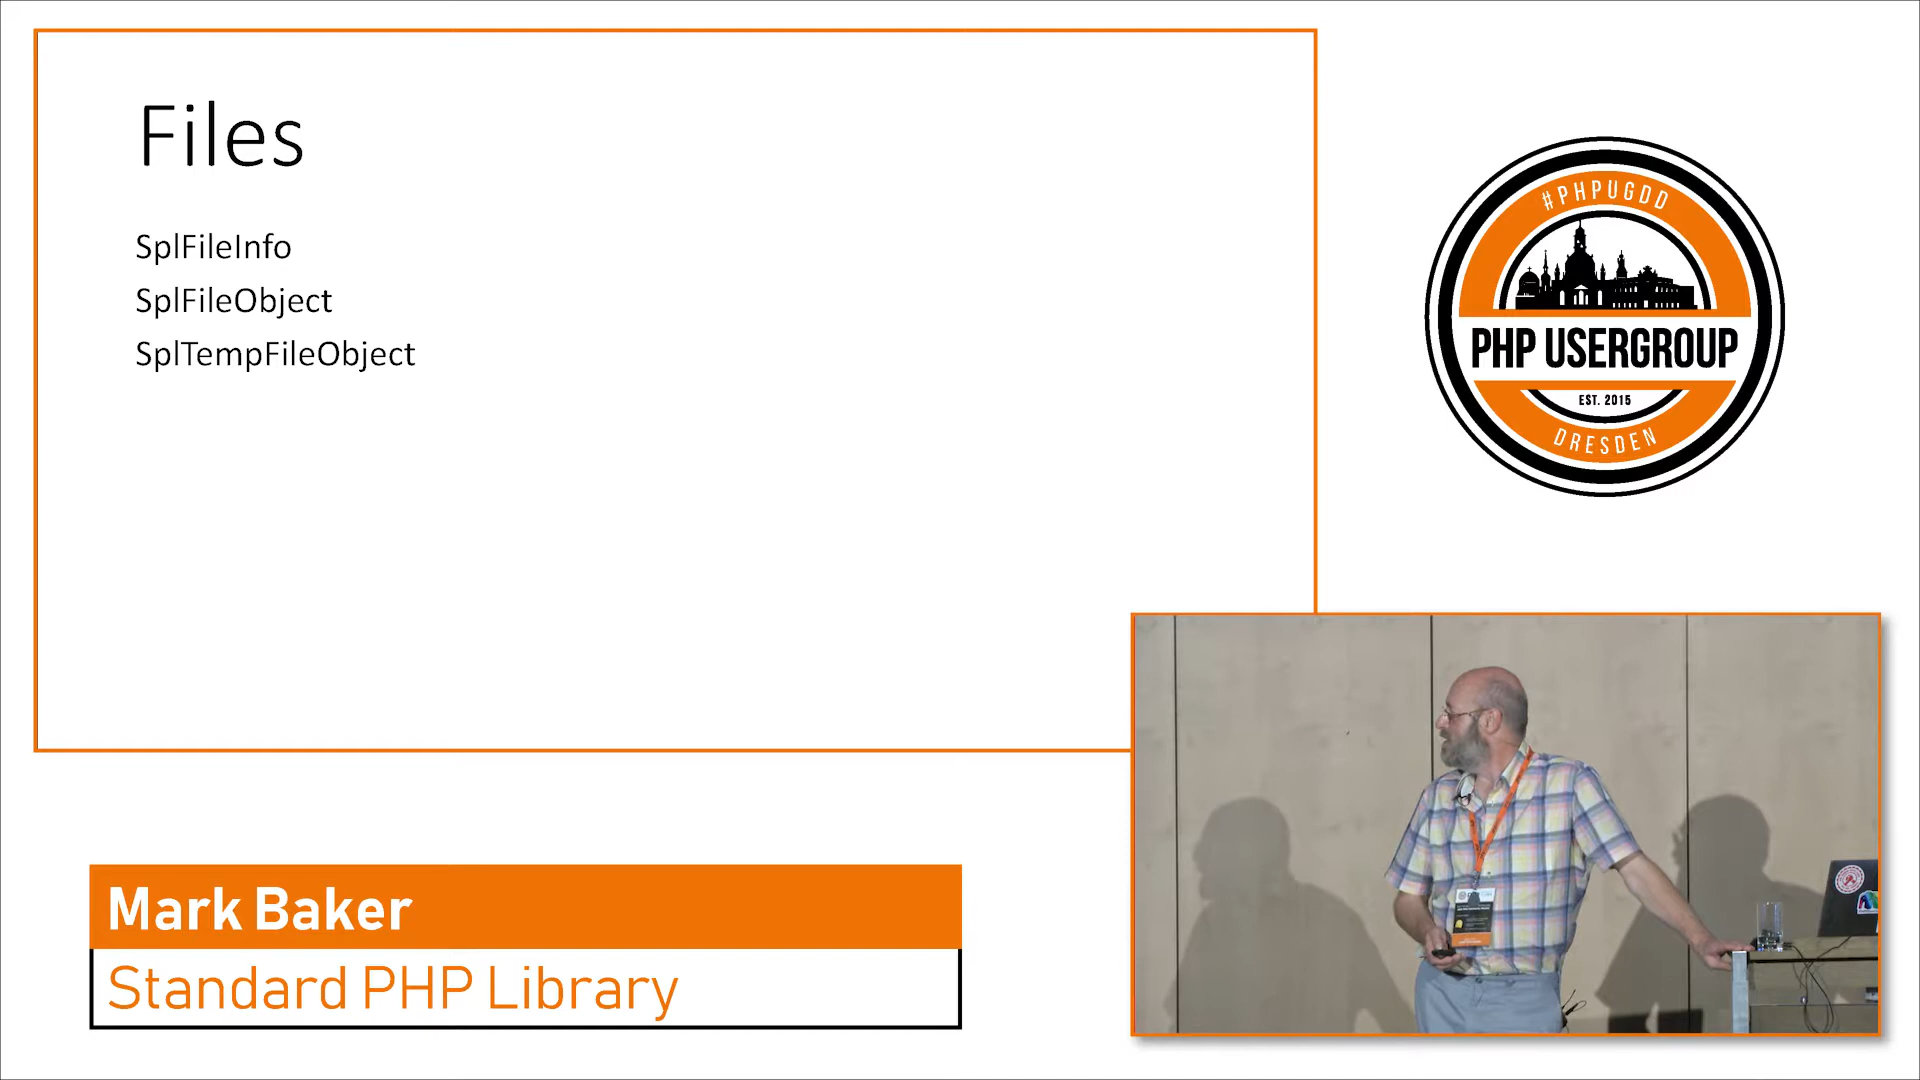 Files
SplFileInfo
SplFileObject
SplTempFileObject
#PHPUGDD
PHP USERGROUP
EST. 2015
DRESDEN
Mark Baker
Standard PHP Library